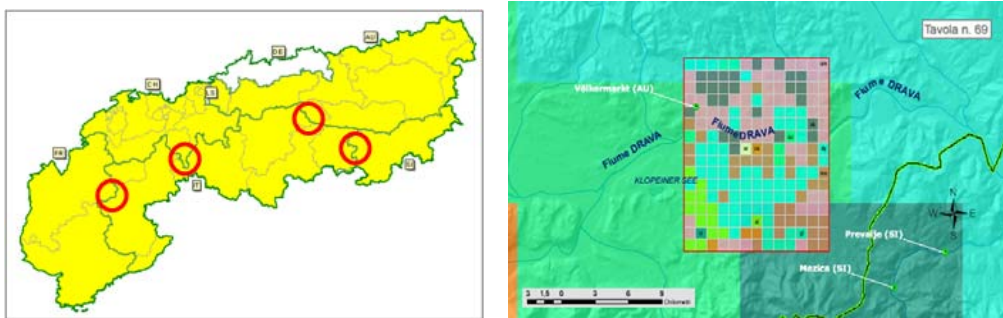 AU
DE
CH
LS
FR
IT
SI
Tavola n. 69
Völkermarkt (AU)
Fiume DRAVA
Fiume DRAVA
Fiume DRAVA
KLOPEINER SEE
N
W E
S
Prevalje (SI)
Mezica (SI)
3 1,5 0 3 6 9
Chilometri